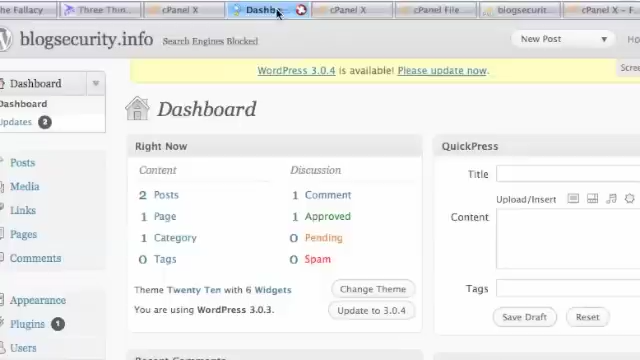 he Fallacy
Three Thin...
cPanel X
Dashb
cPanel X
cPanel File...
blogsecurit...
cPanel X – F
blogsecurity.info
Search Engines Blocked
New Post
WordPress 3.0.4 is available! Please update now.
Scree
Dashboard
Dashboard
Updates 2
Posts
Media
Links
Pages
Comments
Appearance
Plugins 1
Users
Dashboard
Right Now
Content
Discussion
2 Posts
1 Comment
1 Page
1 Approved
1 Category
0 Pending
0 Tags
0 Spam
Theme Twenty Ten with 6 Widgets
Change Theme
You are using WordPress 3.0.3.
Update to 3.0.4
QuickPress
Title
Upload/Insert
Content
Tags
Save Draft
Reset